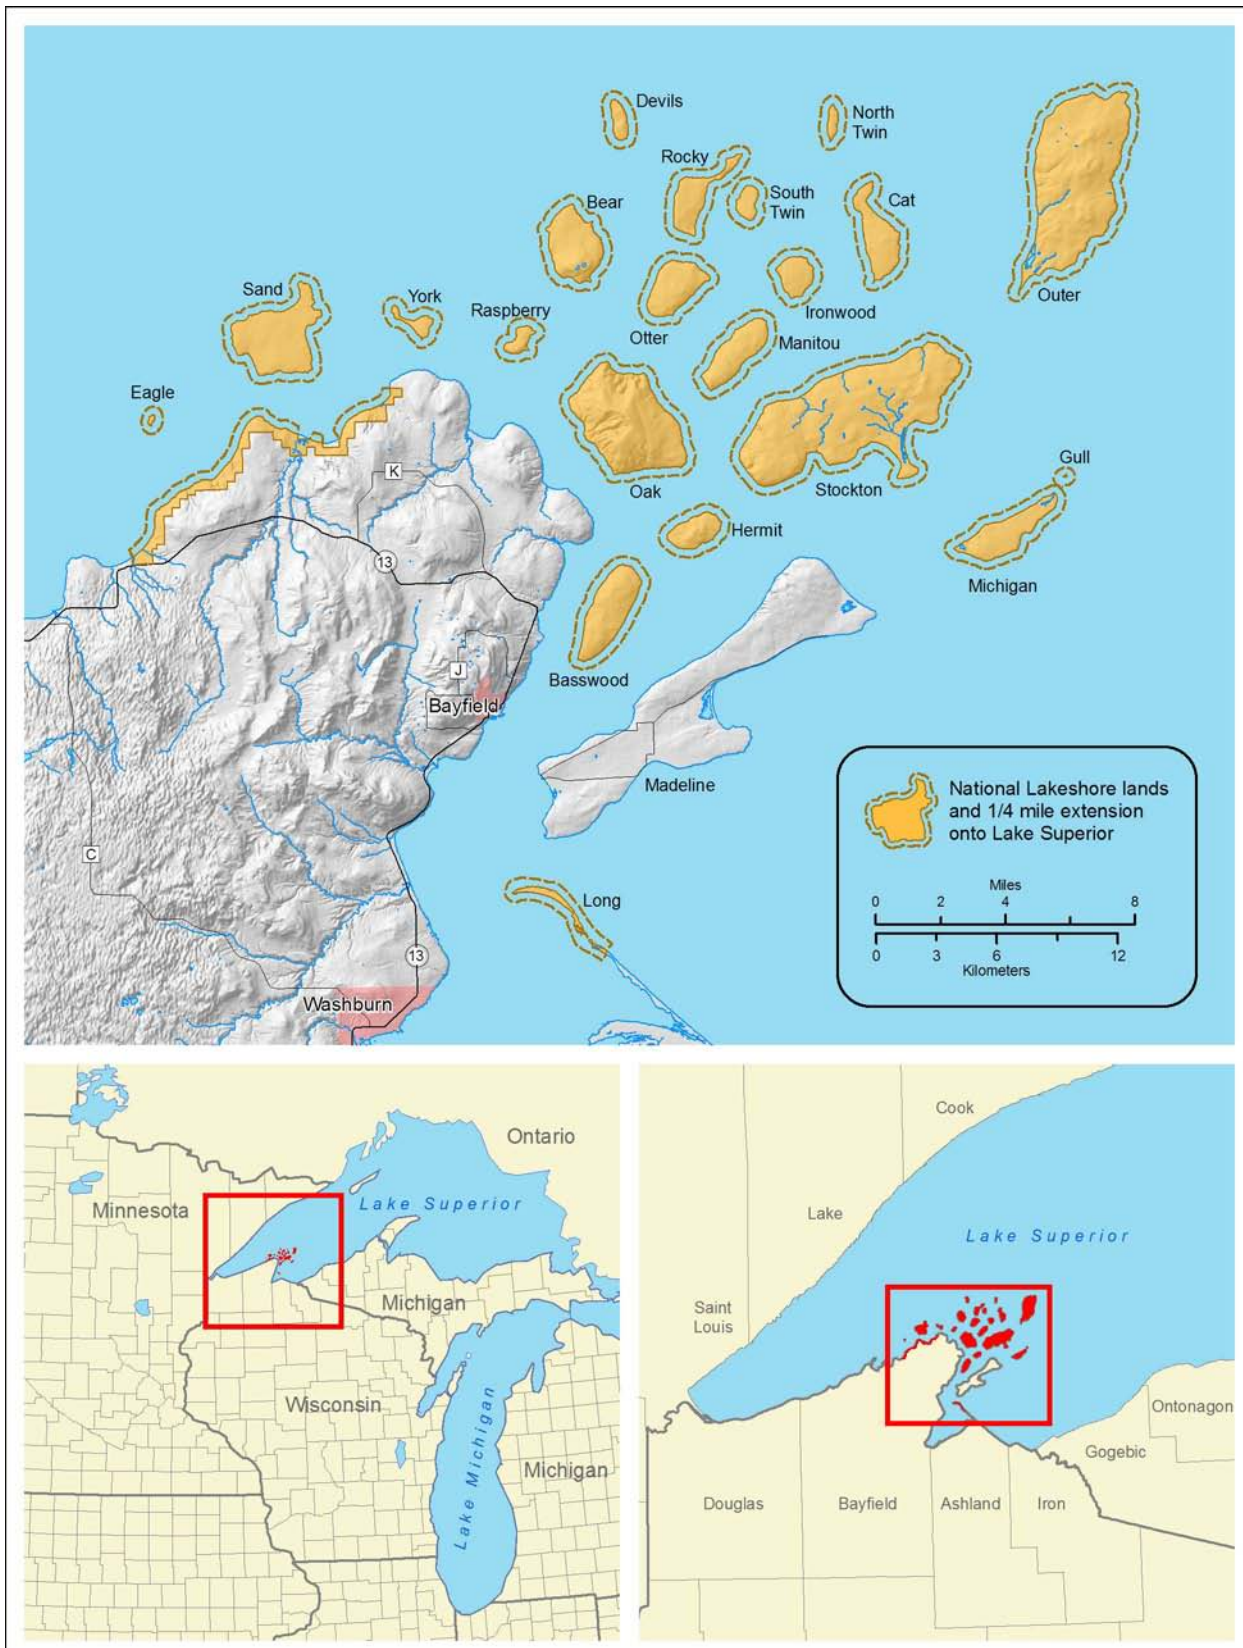 Devils
North
Twin
Rocky
South
Twin
Bear
Cat
Sand
York
Raspberry
Ironwood
Outer
Otter
Manitou
Eagle
K
Oak
Stockton
Gull
Hermit
13
Michigan
J
Basswood
Bayfield
Madeline
National Lakeshore lands
and 1/4 mile extension
onto Lake Superior
C
Miles
0 2 4 8
0 3 6 12
Kilometers
Long
13
Washburn
Ontario
Minnesota
Lake Superior
Michigan
Wisconsin
Lake Michigan
Michigan
Cook
Lake
Lake Superior
Saint
Louis
Ontonagon
Gogebic
Douglas
Bayfield
Ashland
Iron